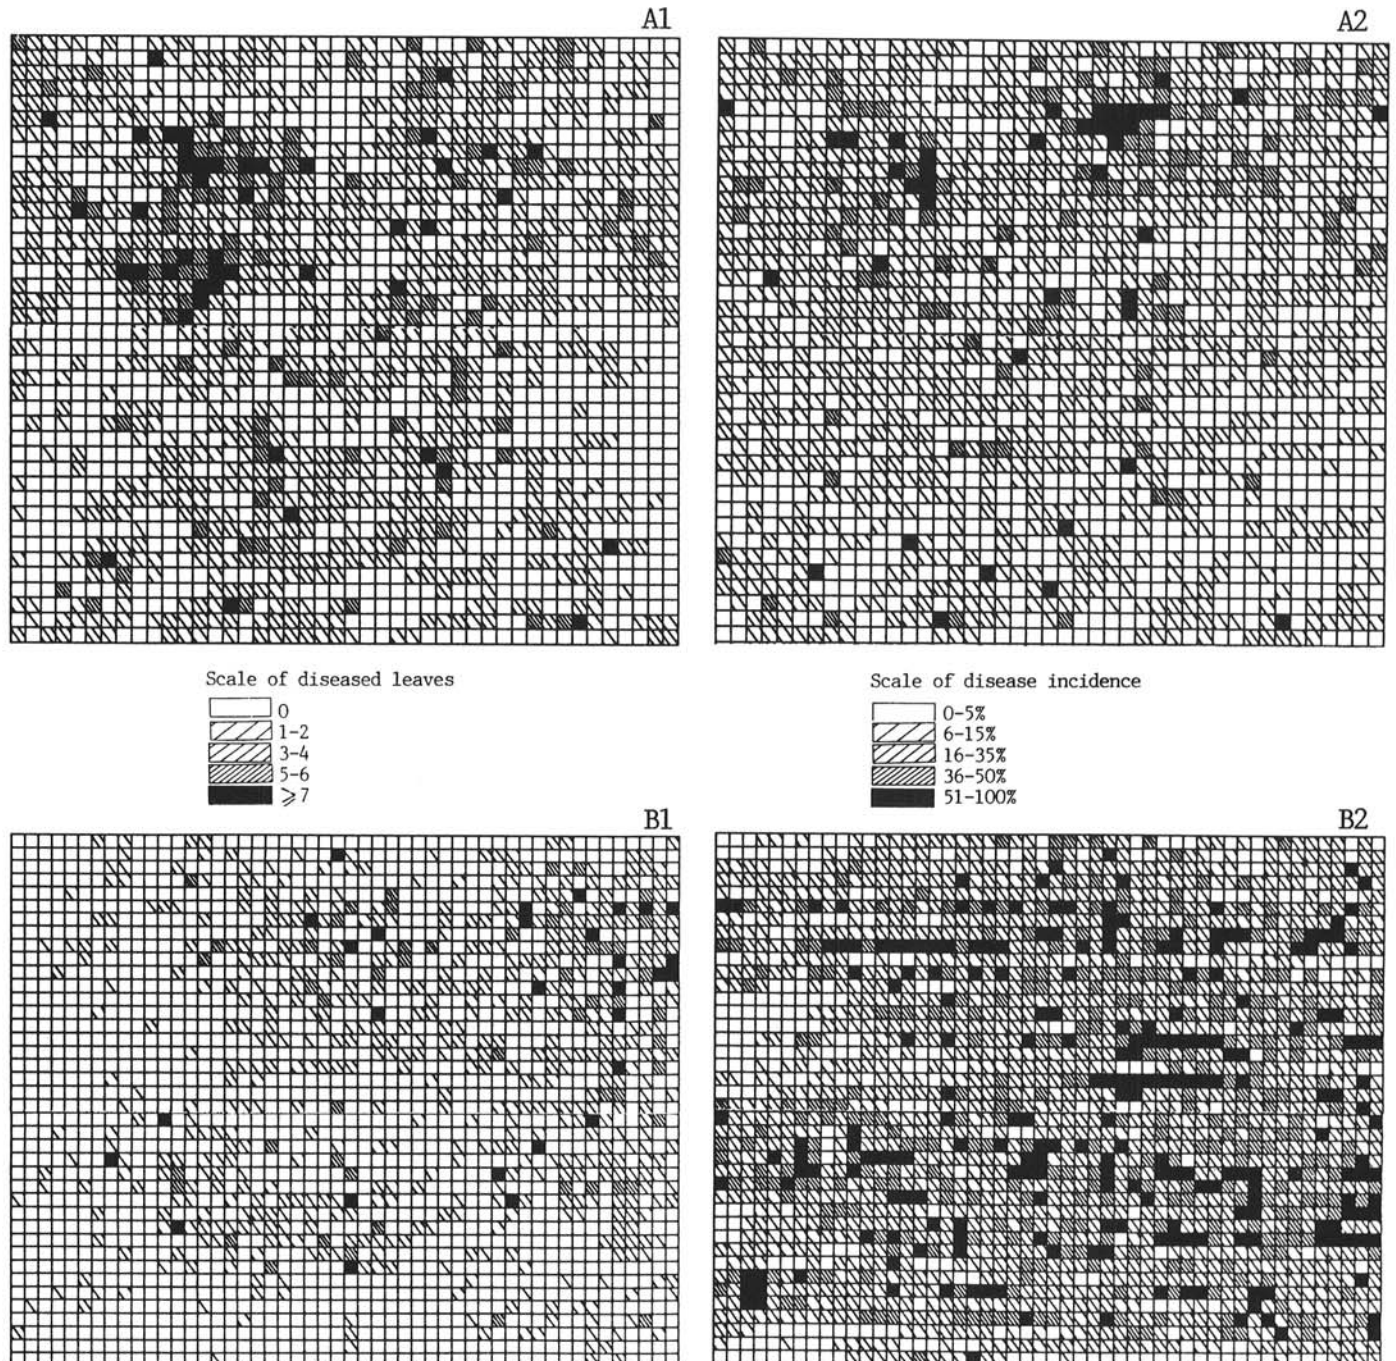 A1
A2
Scale of diseased leaves
0
1-2
3-4
5-6
⩾7
Scale of disease incidence
0-5%
6-15%
16-35%
36-50%
51-100%
B1
B2